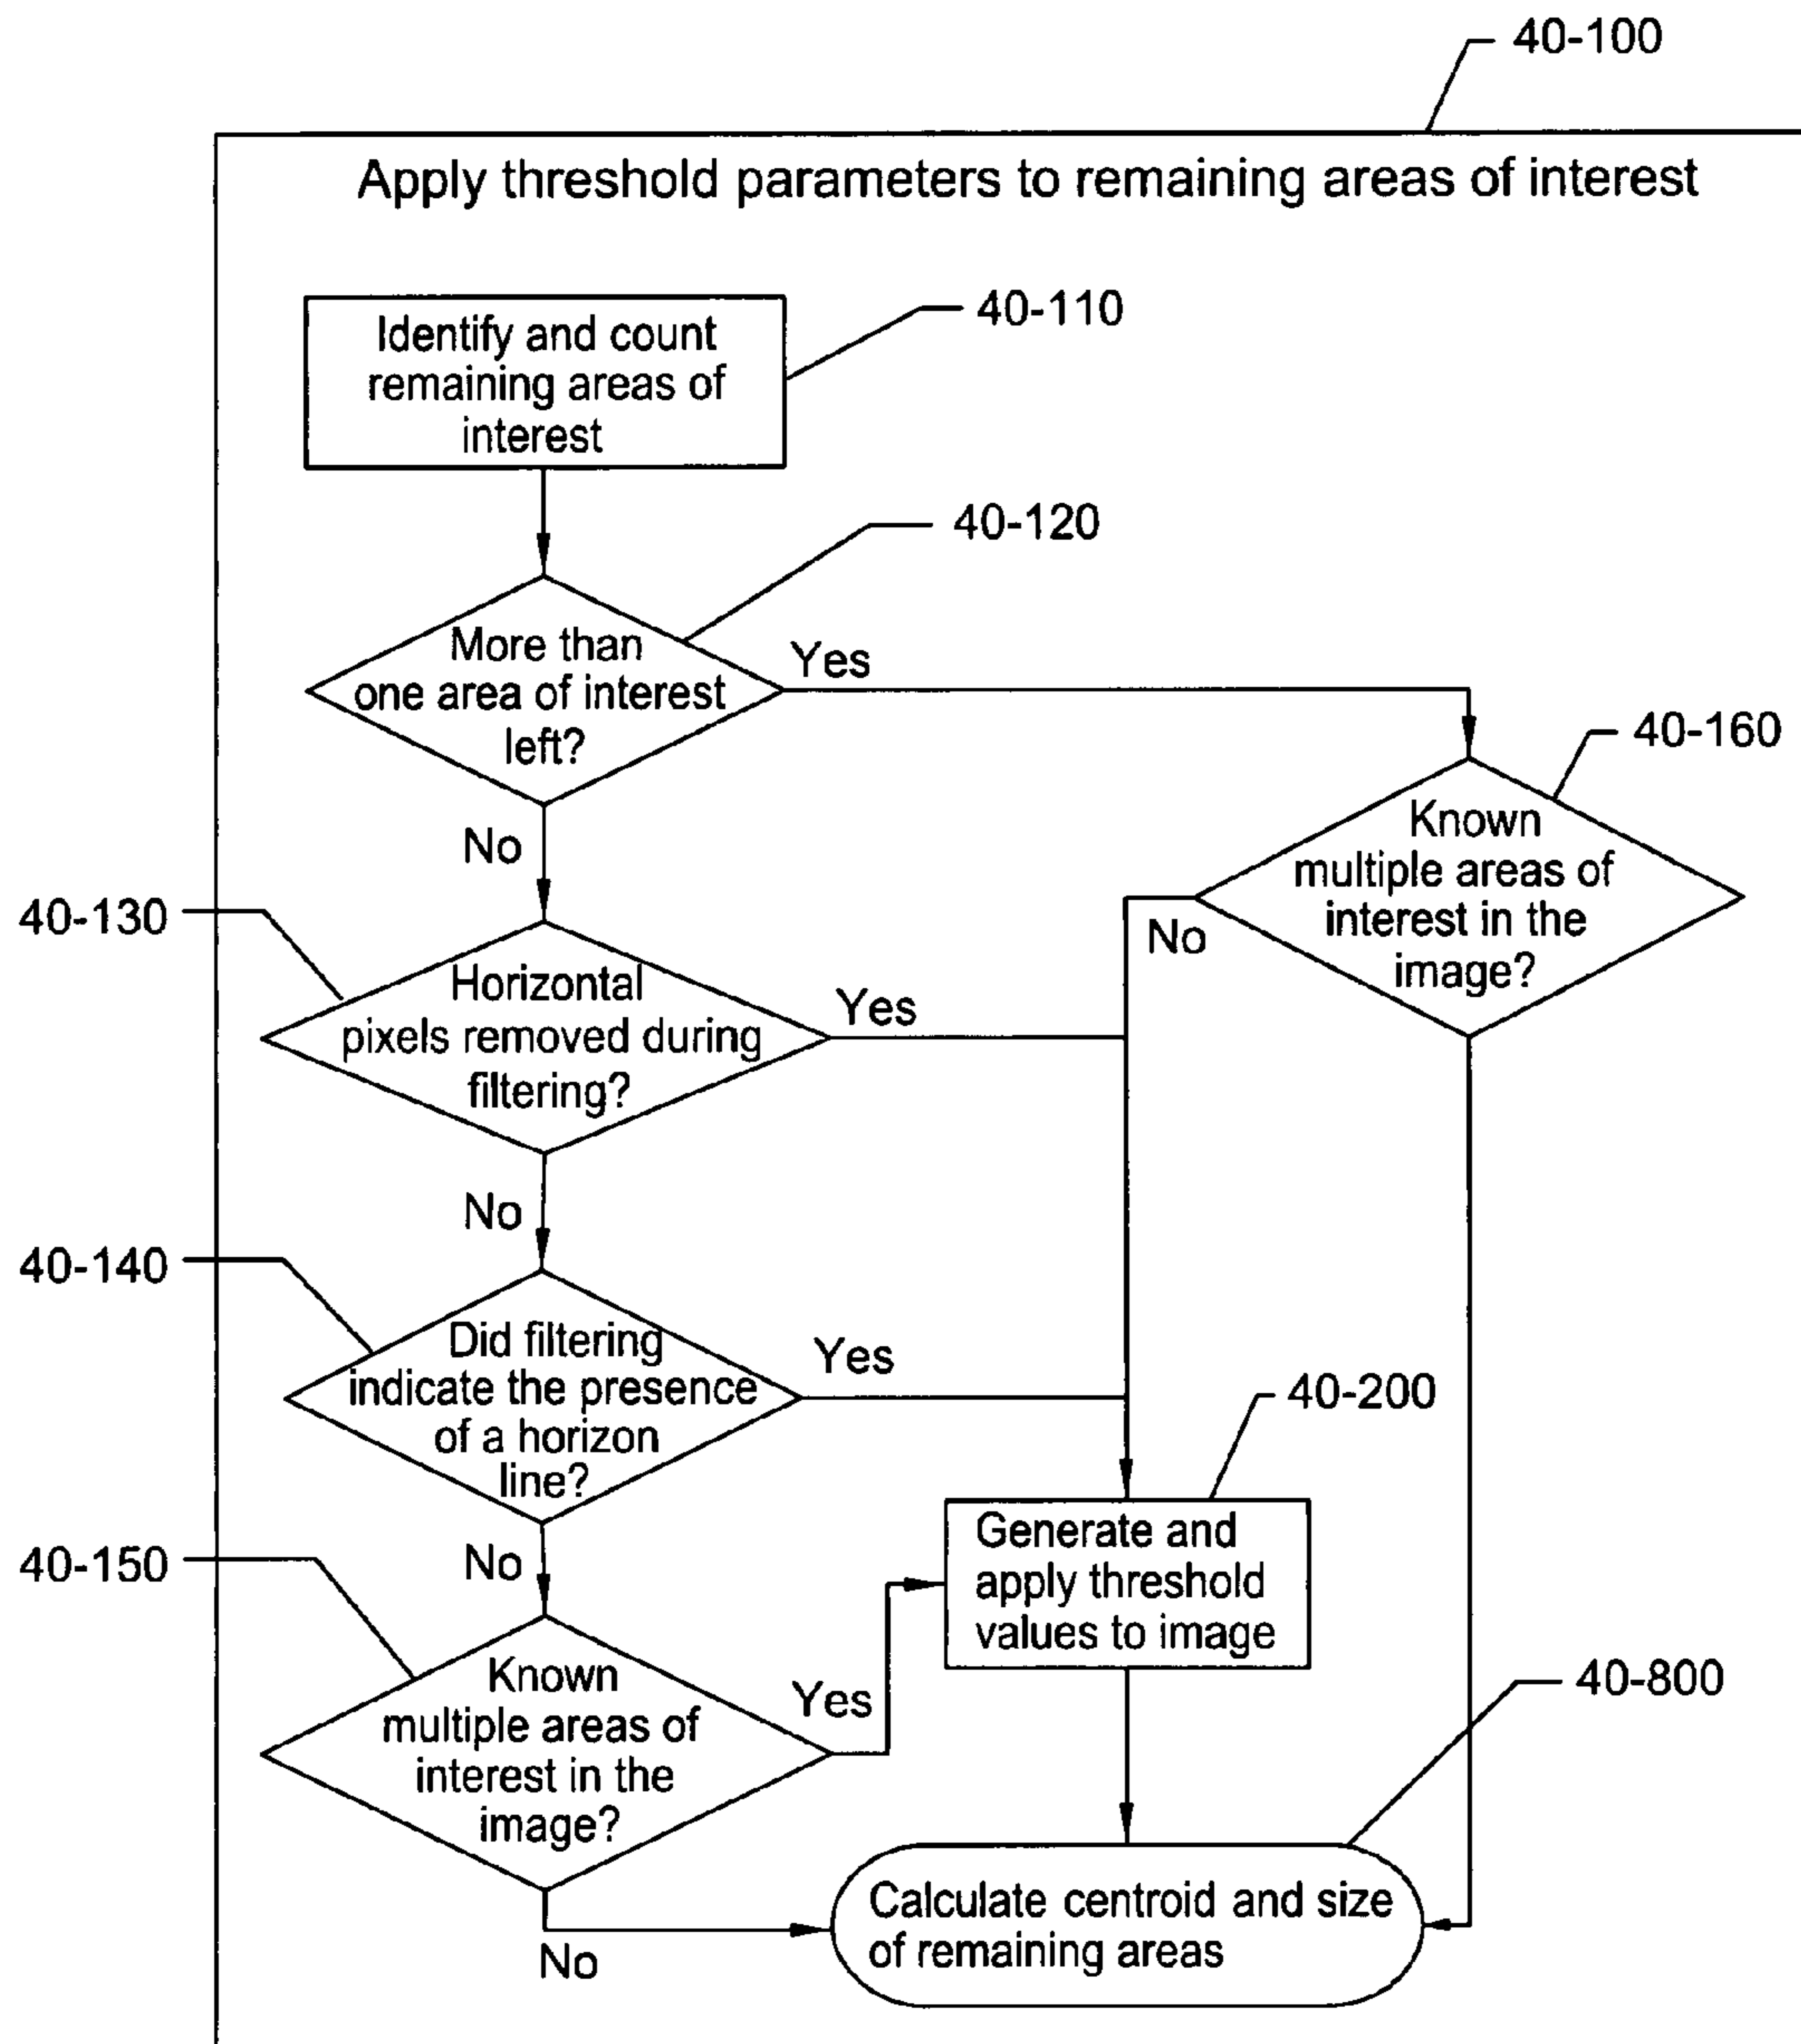 40-100
Apply threshold parameters to remaining areas of interest
Identify and count
remaining areas of
interest
40-110
40-120
More than
one area of interest
left?
Yes
No
40-160
Known
multiple areas of
interest in the
image?
No
40-130
Horizontal
pixels removed during
filtering?
Yes
No
40-140
Did filtering
indicate the presence
of a horizon
line?
Yes
No
40-200
Generate and
apply threshold
values to image
40-150
Known
multiple areas of
interest in the
image?
Yes
No
40-800
Calculate centroid and size
of remaining areas